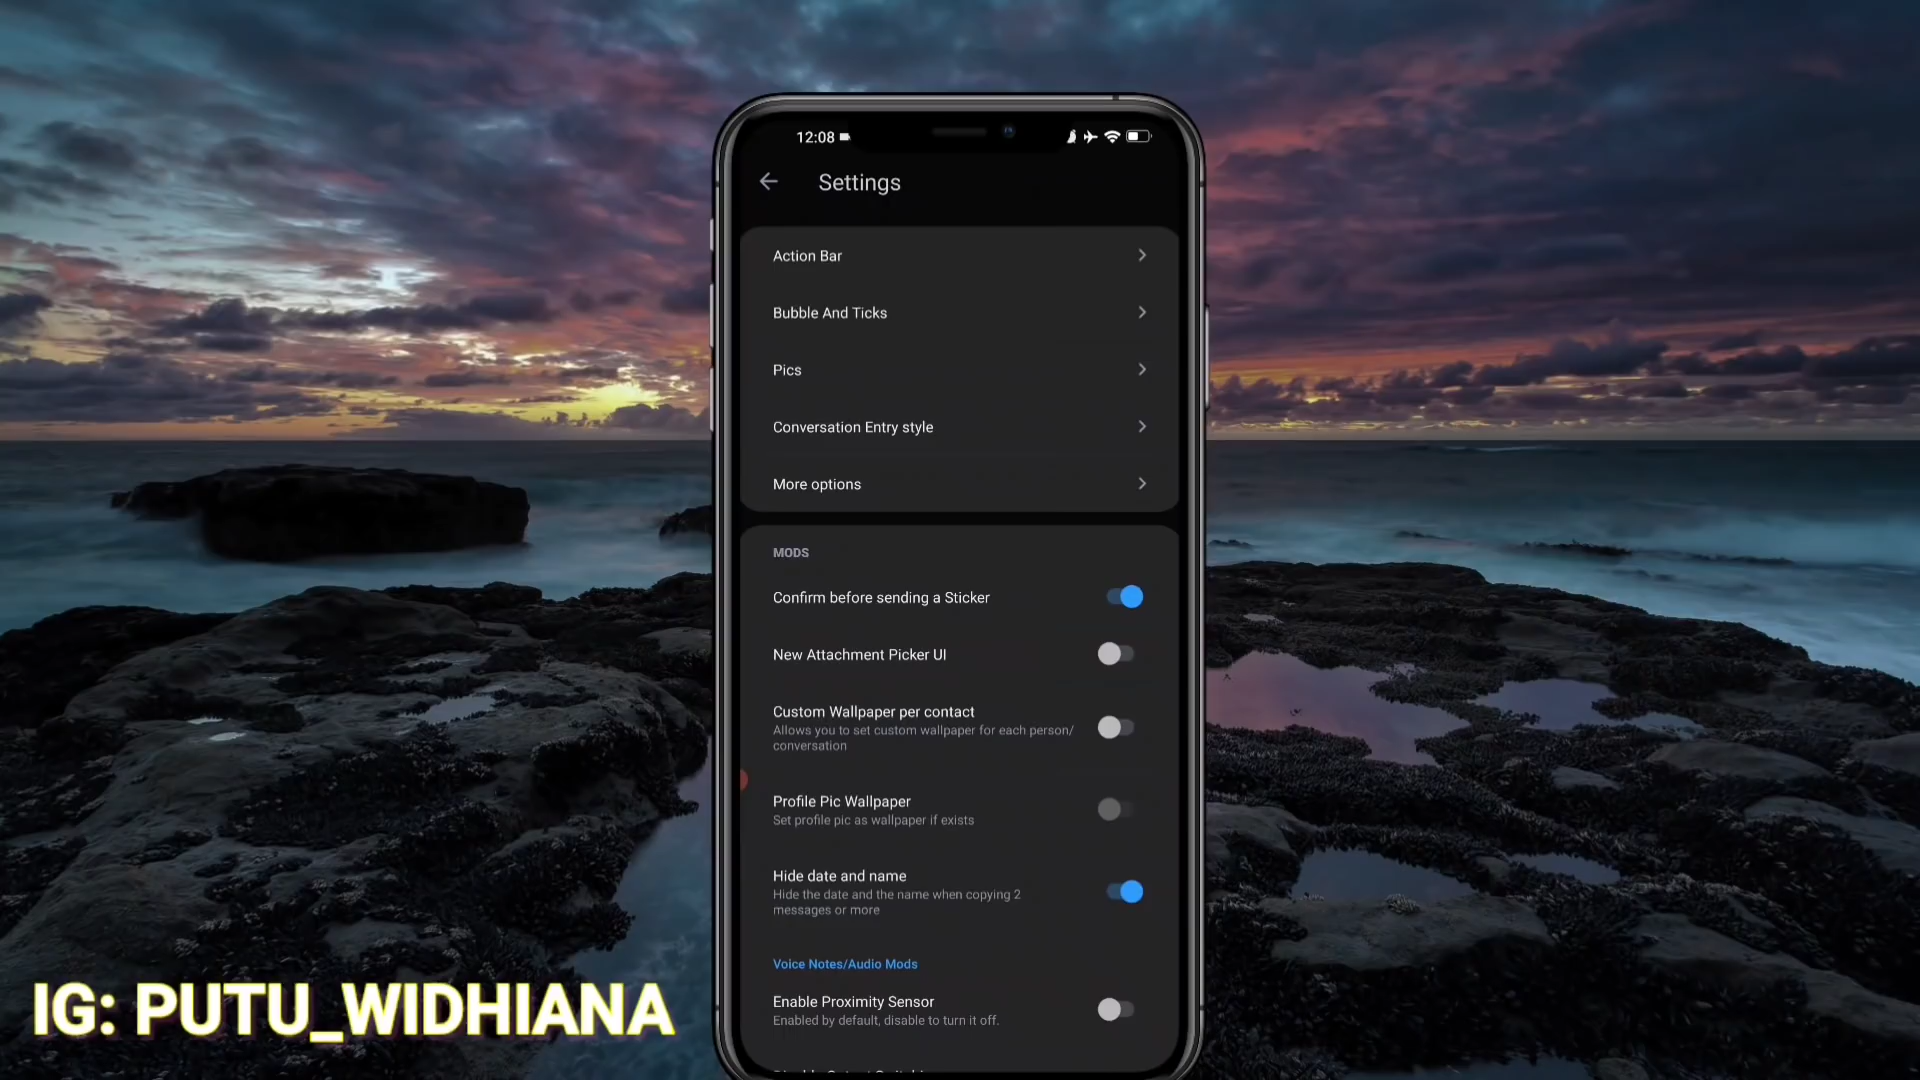 12:08
Settings
Action Bar
Bubble And Ticks
Pics
Conversation Entry style
More options
MODS
Confirm before sending a Sticker
New Attachment Picker UI
Custom Wallpaper per contact
Allows you to set custom wallpaper for each person/
conversation
Profile Pic Wallpaper
Set profile pic as wallpaper if exists
Hide date and name
Hide the date and the name when copying 2
messages or more
Voice Notes/Audio Mods
Enable Proximity Sensor
Enabled by default, disable to turn it off.
IG: PUTU_WIDHIANA